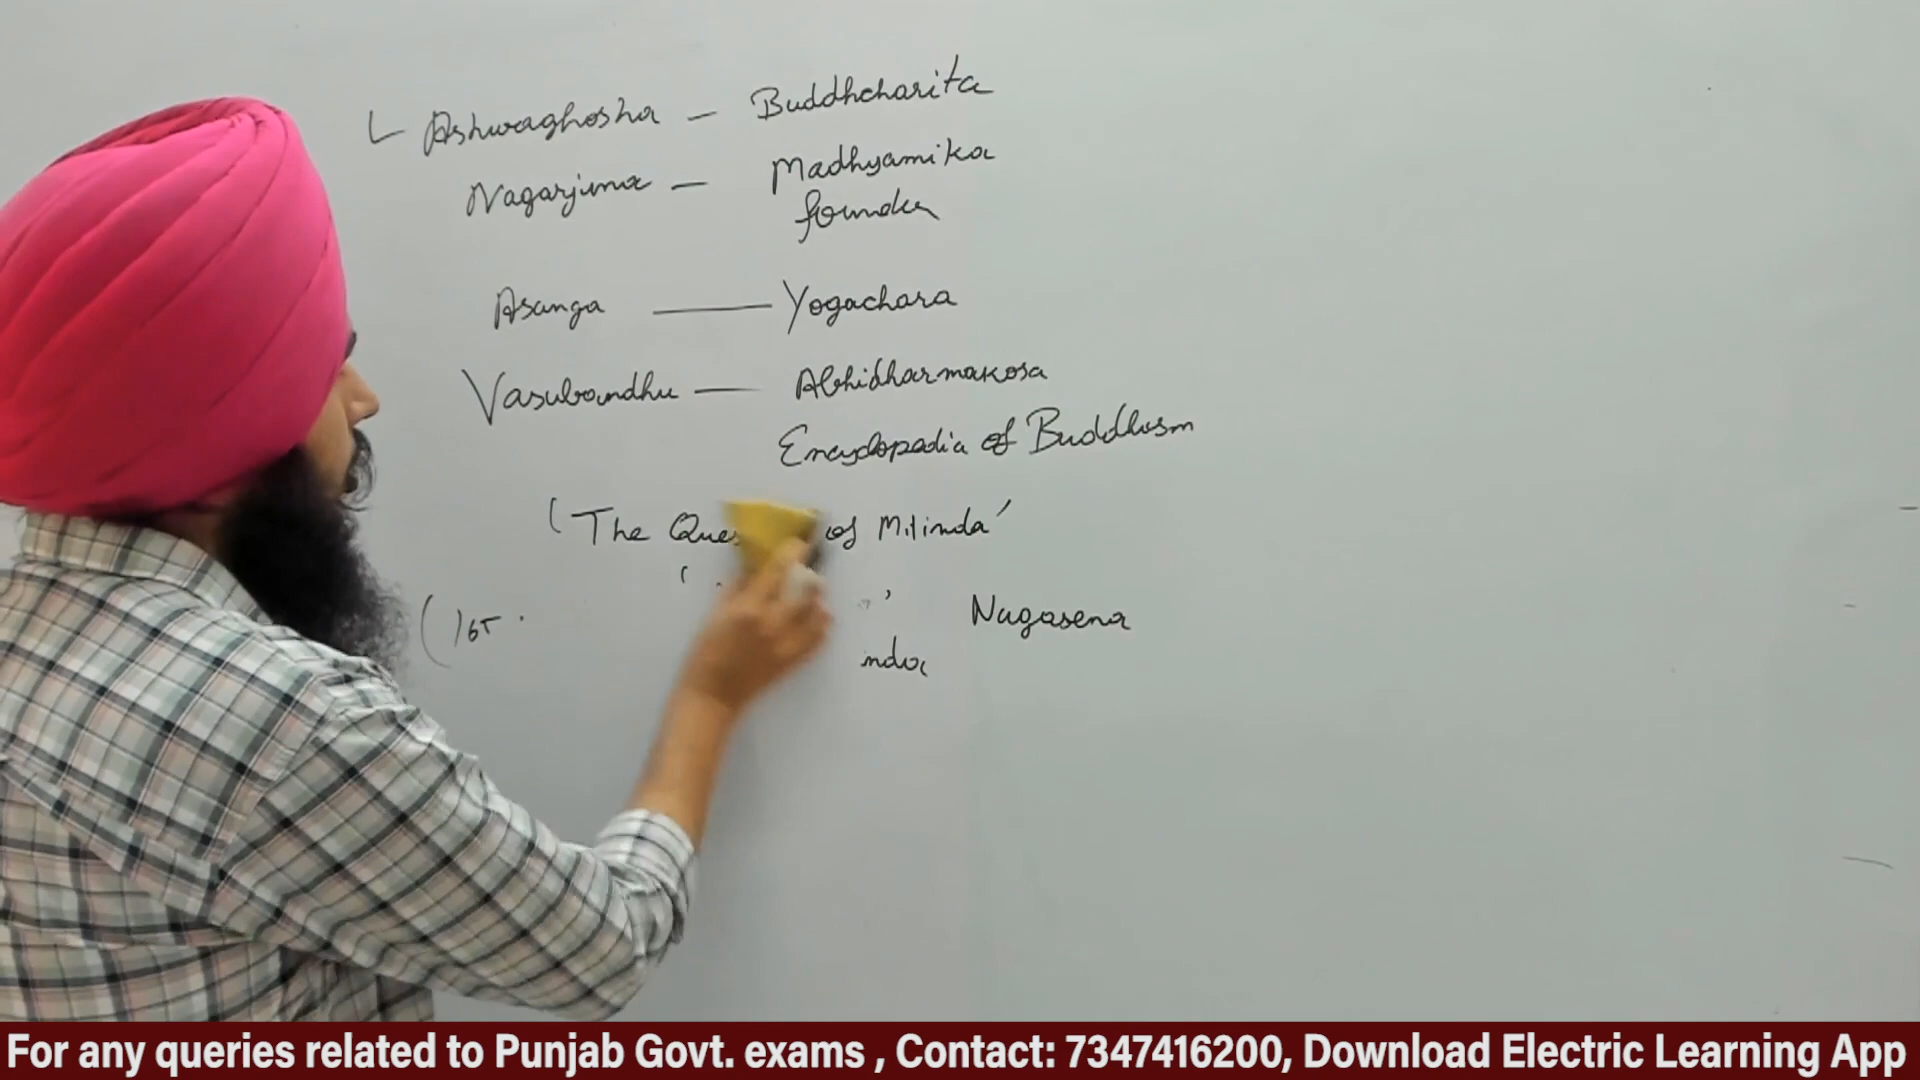 Ashwaghosha - Buddhcharita
Nagarjuna - Madhyamika
founder
Asanga - Yogachara
Vasubandhu - Abhidharmakosa
Encyclopedia of Buddhism
'The Ques of Milinda'
Nagasena
For any queries related to Punjab Govt. exams , Contact: 7347416200, Download Electric Learning App